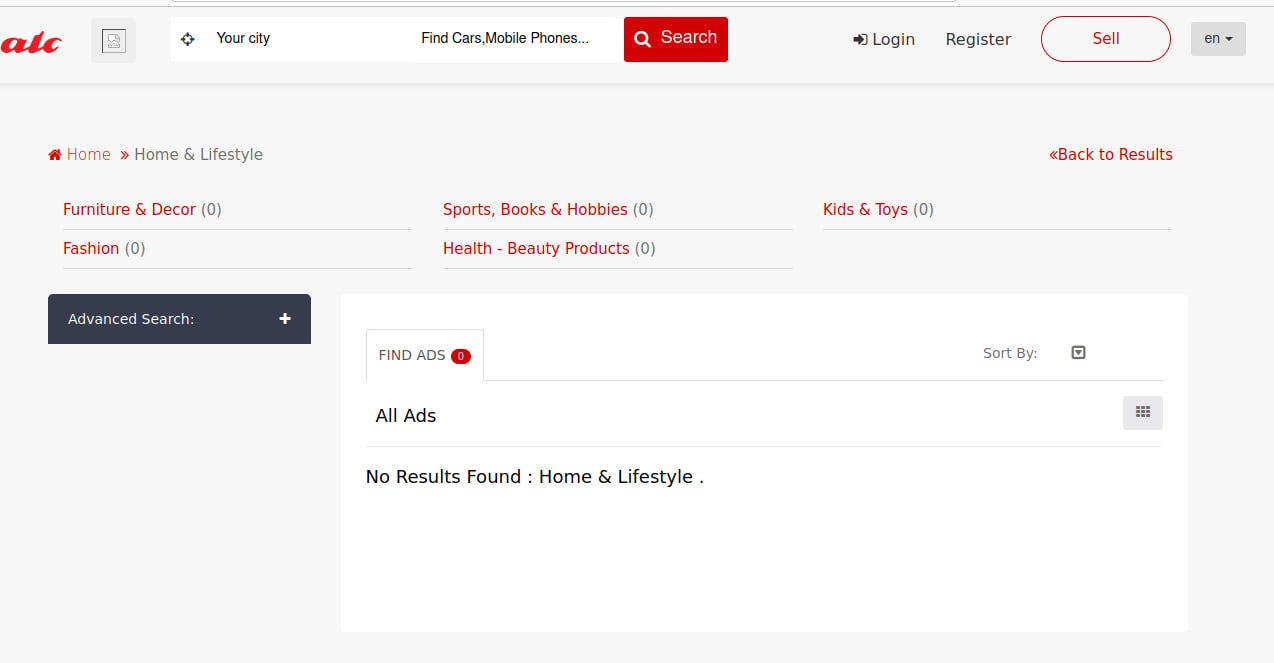 alc
Your city
Find Cars,Mobile Phones...
Search
Login
Register
Sell
en
Home » Home & Lifestyle
«Back to Results
Furniture & Decor (0)
Sports, Books & Hobbies (0)
Kids & Toys (0)
Fashion (0)
Health - Beauty Products (0)
Advanced Search:
FIND ADS 0
Sort By:
All Ads
No Results Found : Home & Lifestyle .